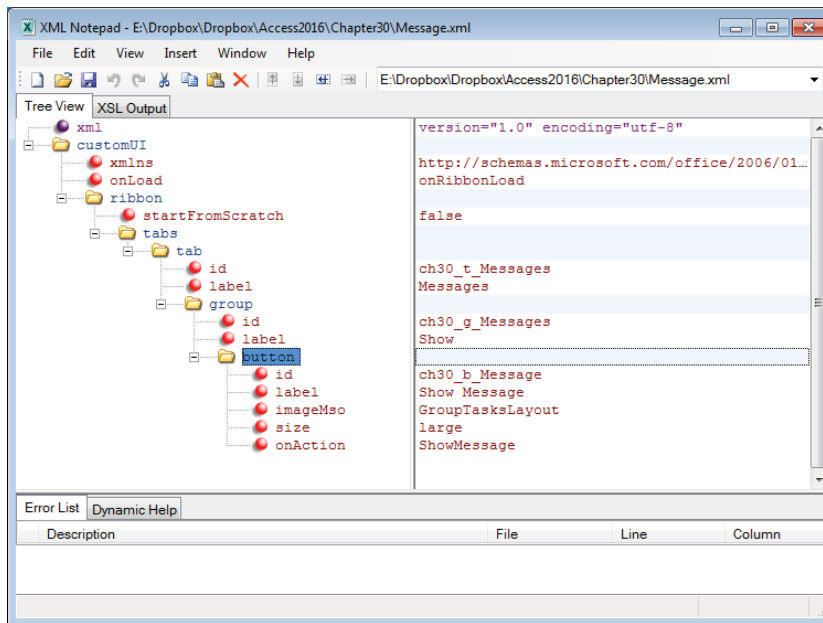 XML Notepad - E:\Dropbox\Dropbox\Access2016\Chapter30\Message.xml
File Edit View Insert Window Help
E:\Dropbox\Dropbox\Access2016\Chapter30\Message.xml
Tree View XSL Output
xml version="1.0" encoding="utf-8"
customUI
xmlns http://schemas.microsoft.com/office/2006/01...
onLoad onRibbonLoad
ribbon
startFromScratch false
tabs
tab
id ch30_t_Messages
label Messages
group
id ch30_g_Messages
label Show
button
id ch30_b_Message
label Show Message
imageMso GroupTasksLayout
size large
onAction ShowMessage
Error List Dynamic Help
Description File Line Column